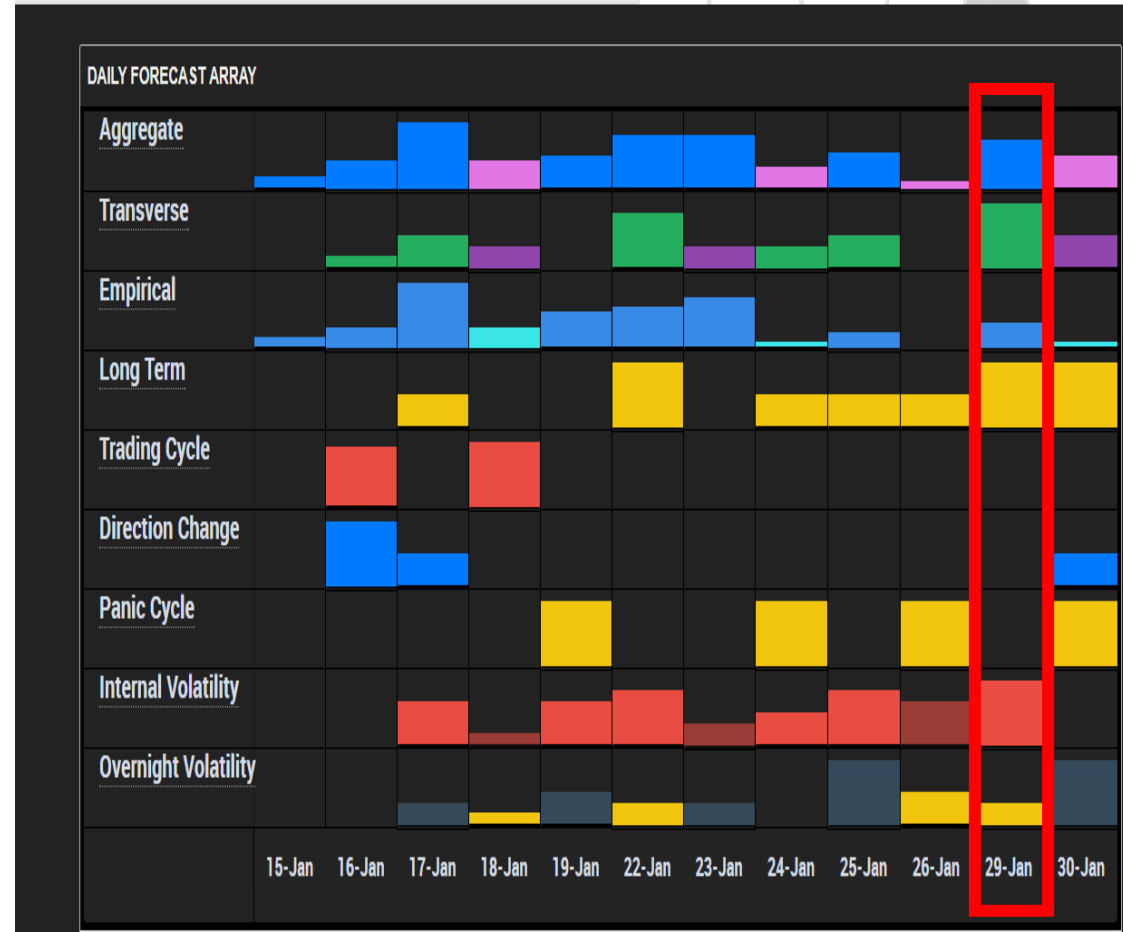 DAILY FORECAST ARRAY
Aggregate
Transverse
Empirical
Long Term
Trading Cycle
Direction Change
Panic Cycle
Internal Volatility
Overnight Volatility
15-Jan 16-Jan 17-Jan 18-Jan 19-Jan 22-Jan 23-Jan 24-Jan 25-Jan 26-Jan 29-Jan 30-Jan